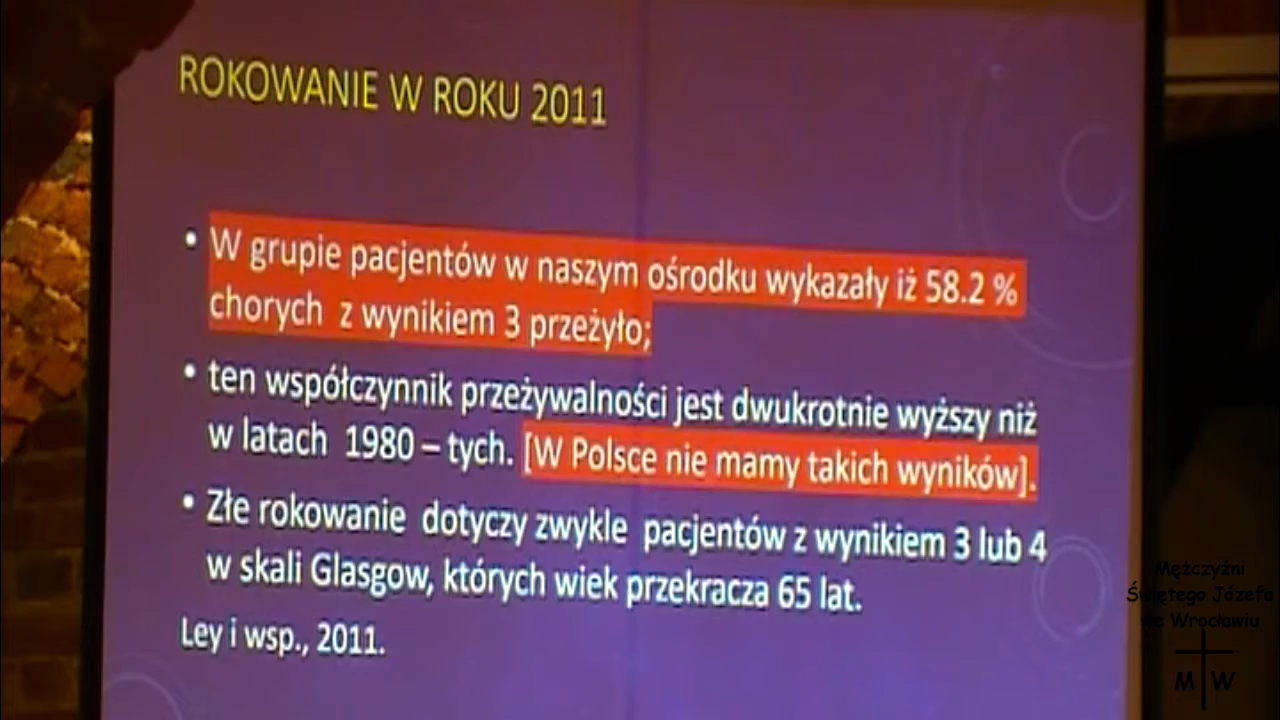 ROKOWANIE W ROKU 2011
• W grupie pacjentów w naszym ośrodku wykazały iż 58.2 %
chorych z wynikiem 3 przeżyło;
• ten współczynnik przeżywalności jest dwukrotnie wyższy niż
w latach 1980 – tych. [W Polsce nie mamy takich wyników].
• Złe rokowanie dotyczy zwykle pacjentów z wynikiem 3 lub 4
w skali Glasgow, których wiek przekracza 65 lat.
Ley i wsp., 2011.
Mężczyźni
Świętego Józefa
we Wrocławiu
M W